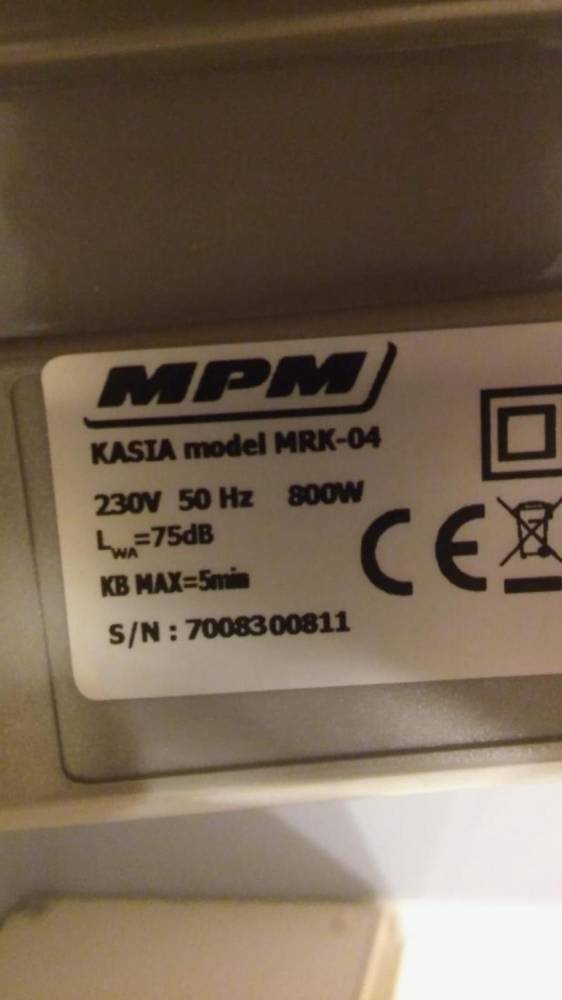 MPM
KASIA model MRK-04
230V 50 Hz 800W
LWA=75dB
KB MAX=5min
CE
S/N : 7008300811